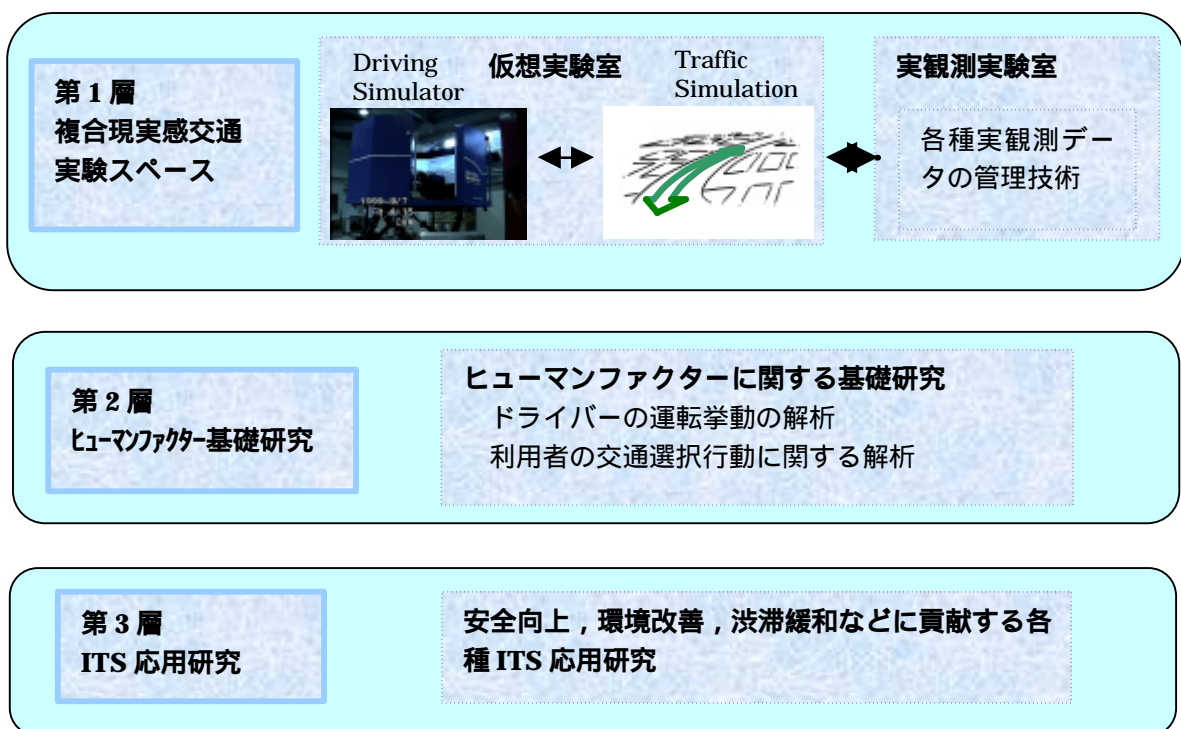 第1層
複合現実感交通
実験スペース
Driving
Simulator
仮想実験室
Traffic
Simulation
実観測実験室
各種実観測デー
タの管理技術
第2層
ﾋｭｰﾏﾝﾌｧｸﾀｰ基礎研究
ヒューマンファクターに関する基礎研究
ドライバーの運転挙動の解析
利用者の交通選択行動に関する解析
第3層
ITS 応用研究
安全向上，環境改善，渋滞緩和などに貢献する各
種 ITS 応用研究